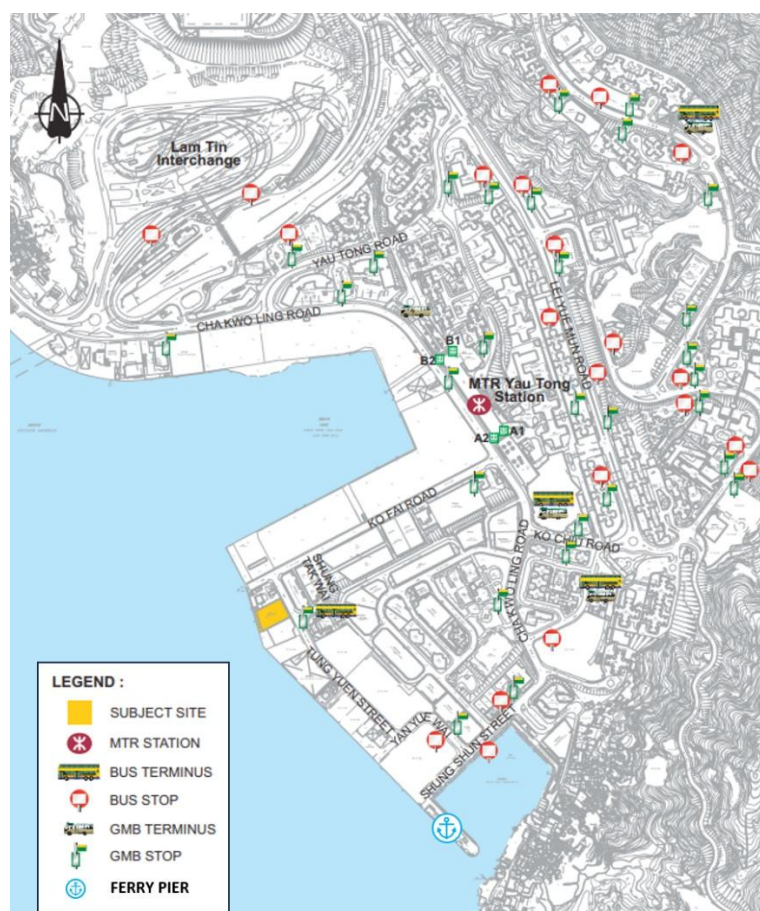 N
Lam Tin
Interchange
YAU TONG ROAD
CHA KWO LING ROAD
LEI YUE MUN ROAD
B1
B2
MTR Yau Tong
Station
A1
A2
KO FAI ROAD
KO CHIU ROAD
CHA KWO LING ROAD
SHUNG
TAK WAI
TUNG YUEN STREET
YAN YUE WAI
SHUNG SHUN STREET
LEGEND :
SUBJECT SITE
MTR STATION
BUS TERMINUS
BUS STOP
GMB TERMINUS
GMB STOP
FERRY PIER